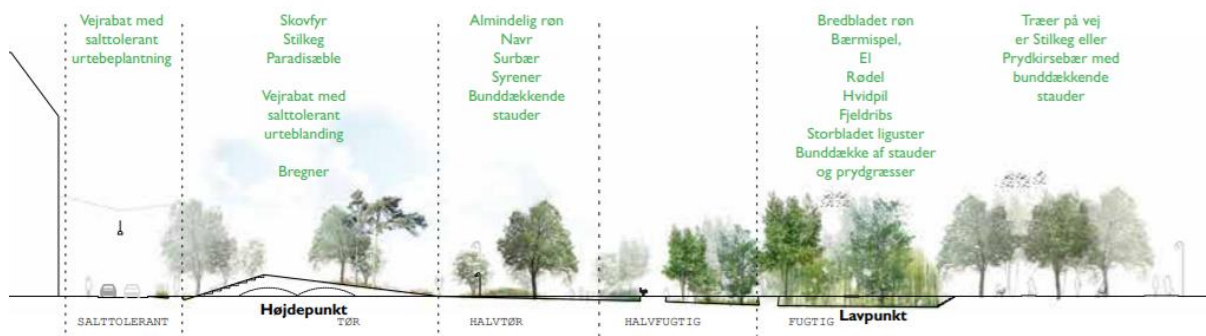 Vejrabat med
salttolerant
urtebeplantning
Skovfyr
Stilkeg
Paradisæble
Vejrabat med
salttolerant
urteblanding
Bregner
Almindelig røn
Navr
Surbær
Syrener
Bunddækkende
stauder
Bredbladet røn
Bærmispel,
El
Rødel
Hvidpil
Fjeldribs
Storbladet liguster
Bunddække af stauder
og prydgræsser
Træer på vej
er Stilkeg eller
Prydkirsebær med
bunddækkende
stauder
Højdepunkt
Lavpunkt
SALTTOLERANT
TØR
HALVTØR
HALVFUGTIG
FUGTIG